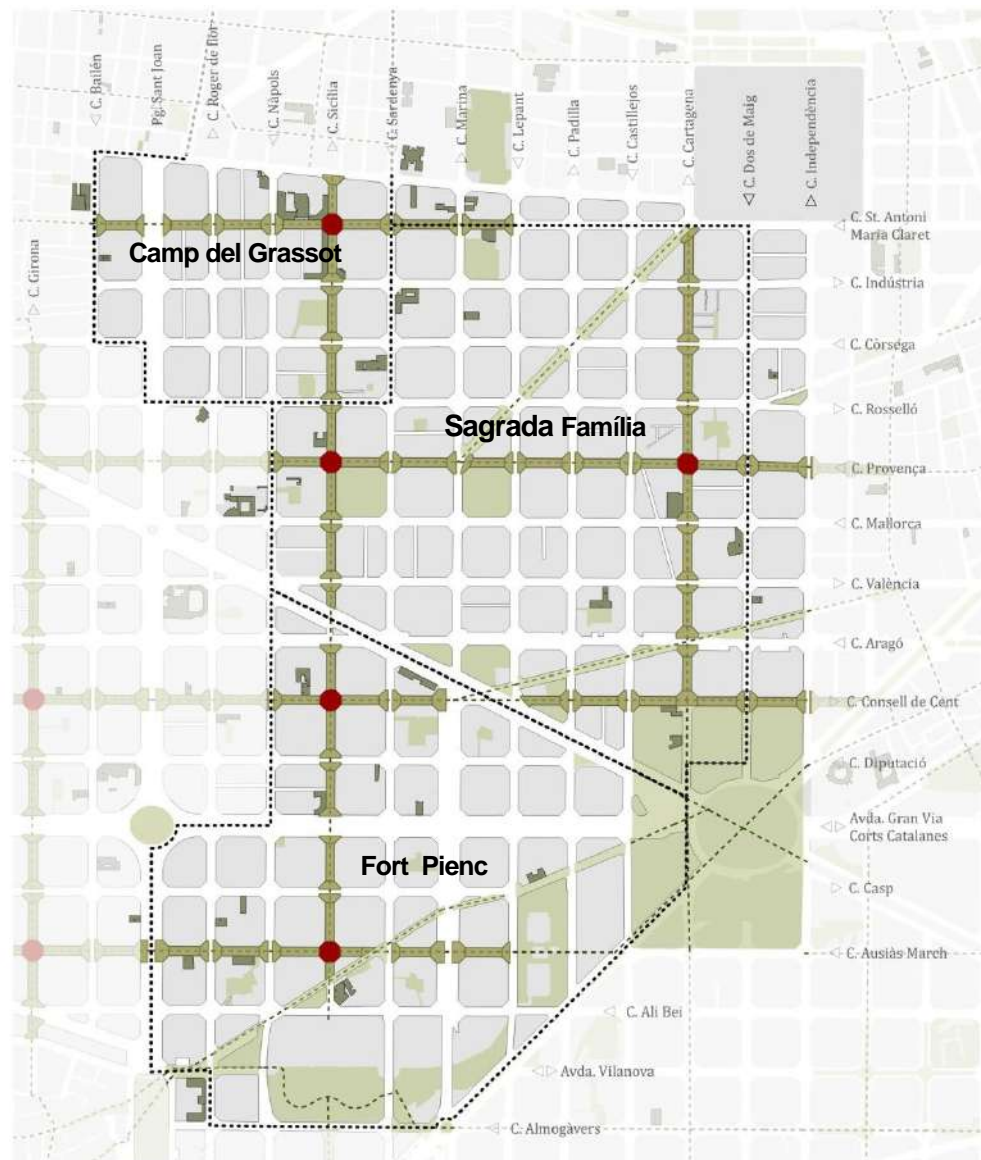 ◁ C. Bailén
Pg. Sant Joan
▷ C. Roger de flor
◁ C. Nàpols
▷ C. Sicília
◁ C. Sardenya
▷ C. Marina
◁ C. Lepant
▷ C. Padilla
◁ C. Castillejos
▷ C. Cartagena
◁ C. Dos de Maig
▷ C. Independència
◁ C. St. Antoni
Maria Claret
Camp del Grassot
▷ C. Girona
▷ C. Indústria
◁ C. Còrsega
▷ C. Rosselló
Sagrada Família
◁ C. Provença
◁ C. Mallorca
▷ C. València
◁ C. Aragó
▷ C. Consell de Cent
◁ C. Diputació
◁▷ Avda. Gran Via
Corts Catalanes
Fort Pienc
▷ C. Casp
◁ C. Ausiàs March
◁ C. Ali Bei
◁▷ Avda. Vilanova
◁ C. Almogàvers